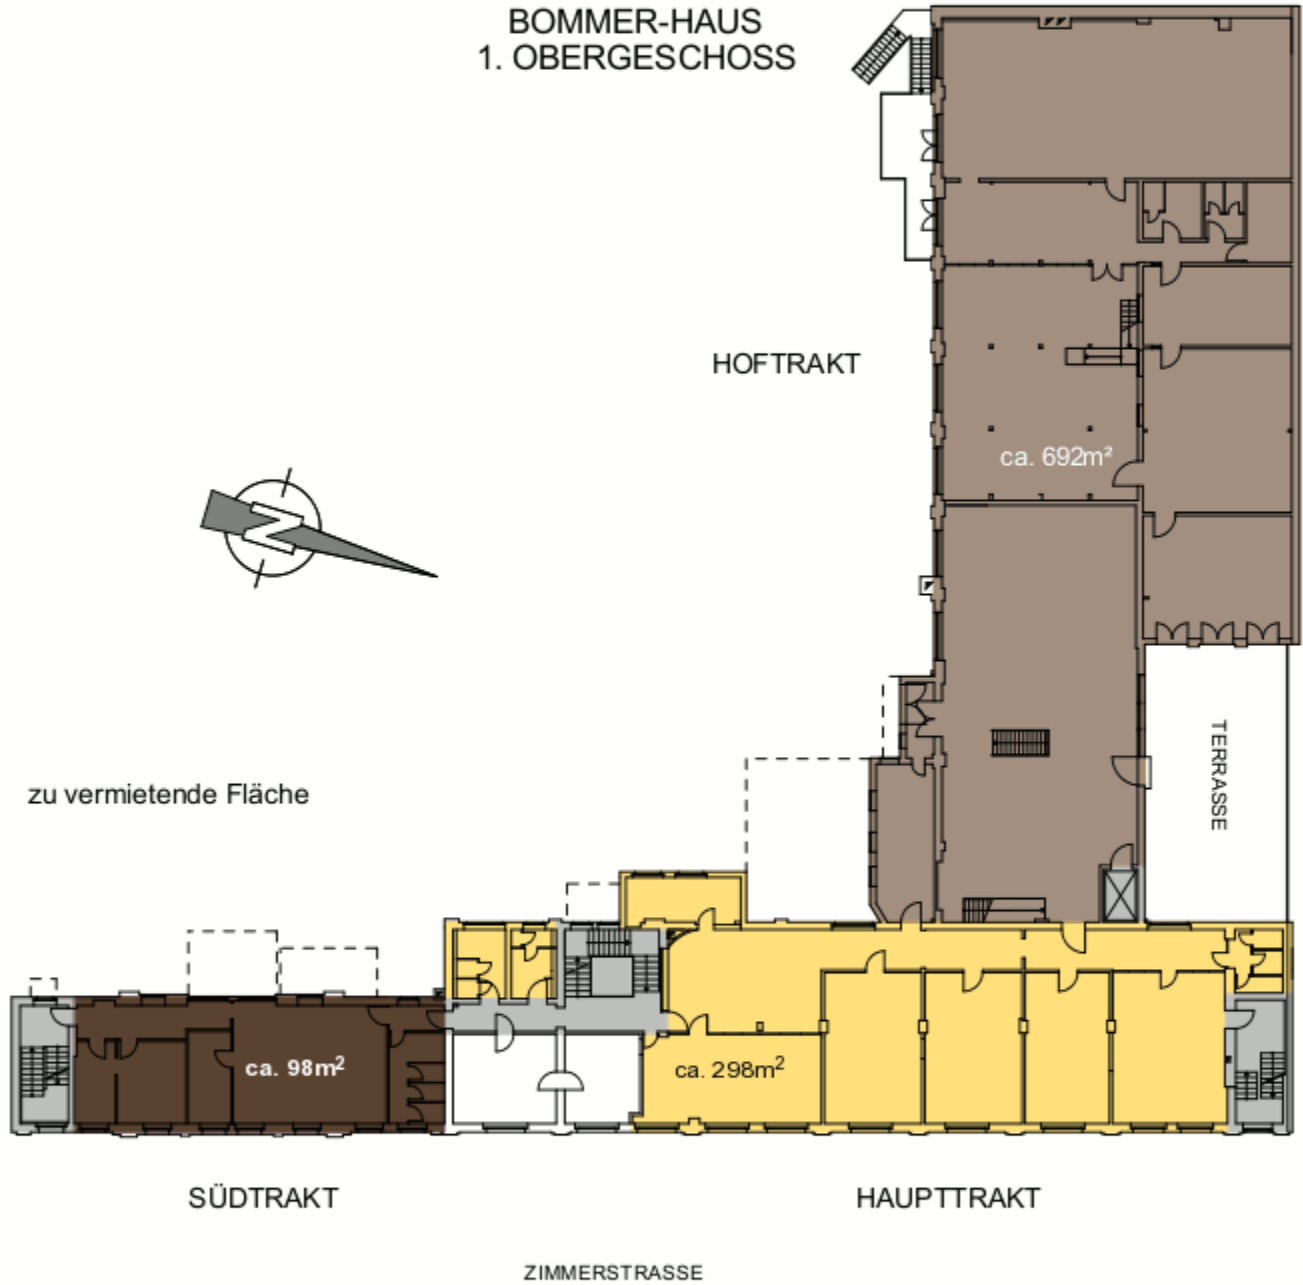 BOMMER-HAUS
1. OBERGESCHOSS
HOFTRAKT
ca. 692m²
N
TERRASSE
zu vermietende Fläche
ca. 98m²
ca. 298m²
SÜDTRAKT
HAUPTTRAKT
ZIMMERSTRASSE